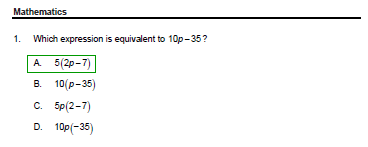 Mathematics
1. Which expression is equivalent to 10p – 35?
A. 5(2p – 7)
B. 10(p – 35)
C. 5p(2 – 7)
D. 10p(–35)